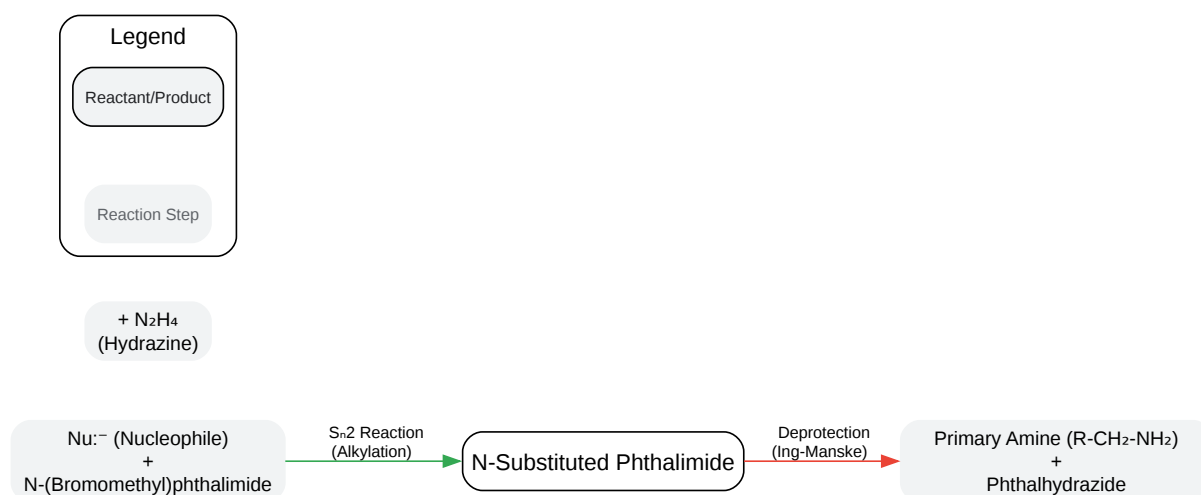 Legend
Reactant/Product
Reaction Step
+ N₂H₄
(Hydrazine)
Nu:⁻ (Nucleophile)
+
N-(Bromomethyl)phthalimide
Sₙ2 Reaction
(Alkylation)
N-Substituted Phthalimide
Deprotection
(Ing-Manske)
Primary Amine (R-CH₂-NH₂)
+
Phthalhydrazide